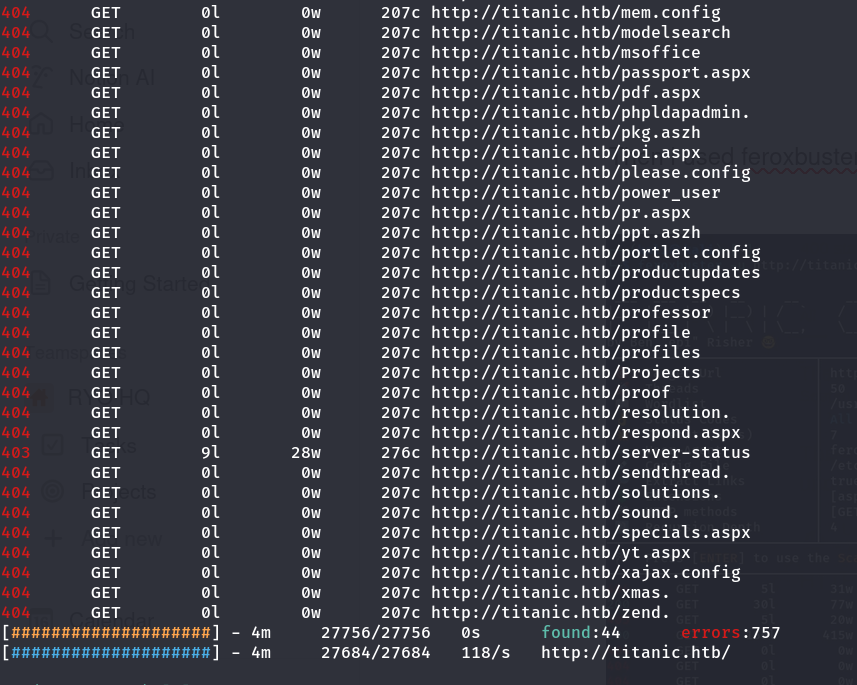 404      GET        0l        0w      207c http://titanic.htb/mem.config
404      GET        0l        0w      207c http://titanic.htb/modelsearch
404      GET        0l        0w      207c http://titanic.htb/msoffice
404      GET        0l        0w      207c http://titanic.htb/passport.aspx
404      GET        0l        0w      207c http://titanic.htb/pdf.aspx
404      GET        0l        0w      207c http://titanic.htb/phpldapadmin.
404      GET        0l        0w      207c http://titanic.htb/pkg.aszh
404      GET        0l        0w      207c http://titanic.htb/poi.aspx
404      GET        0l        0w      207c http://titanic.htb/please.config
404      GET        0l        0w      207c http://titanic.htb/power_user
404      GET        0l        0w      207c http://titanic.htb/pr.aspx
404      GET        0l        0w      207c http://titanic.htb/ppt.aszh
404      GET        0l        0w      207c http://titanic.htb/portlet.config
404      GET        0l        0w      207c http://titanic.htb/productupdates
404      GET        0l        0w      207c http://titanic.htb/productspecs
404      GET        0l        0w      207c http://titanic.htb/professor
404      GET        0l        0w      207c http://titanic.htb/profile
404      GET        0l        0w      207c http://titanic.htb/profiles
404      GET        0l        0w      207c http://titanic.htb/Projects
404      GET        0l        0w      207c http://titanic.htb/proof
404      GET        0l        0w      207c http://titanic.htb/resolution.
404      GET        0l        0w      207c http://titanic.htb/respond.aspx
403      GET        9l       28w      276c http://titanic.htb/server-status
404      GET        0l        0w      207c http://titanic.htb/sendthread.
404      GET        0l        0w      207c http://titanic.htb/solutions.
404      GET        0l        0w      207c http://titanic.htb/sound.
404      GET        0l        0w      207c http://titanic.htb/specials.aspx
404      GET        0l        0w      207c http://titanic.htb/yt.aspx
404      GET        0l        0w      207c http://titanic.htb/xajax.config
404      GET        0l        0w      207c http://titanic.htb/xmas.
404      GET        0l        0w      207c http://titanic.htb/zend.
[####################] - 4m     27756/27756   0s      found:44      errors:757
[####################] - 4m     27684/27684   118/s   http://titanic.htb/
Search
Notion AI
Home
Private
Getting Started
used feroxbuster
Risher
Projects
Calendar